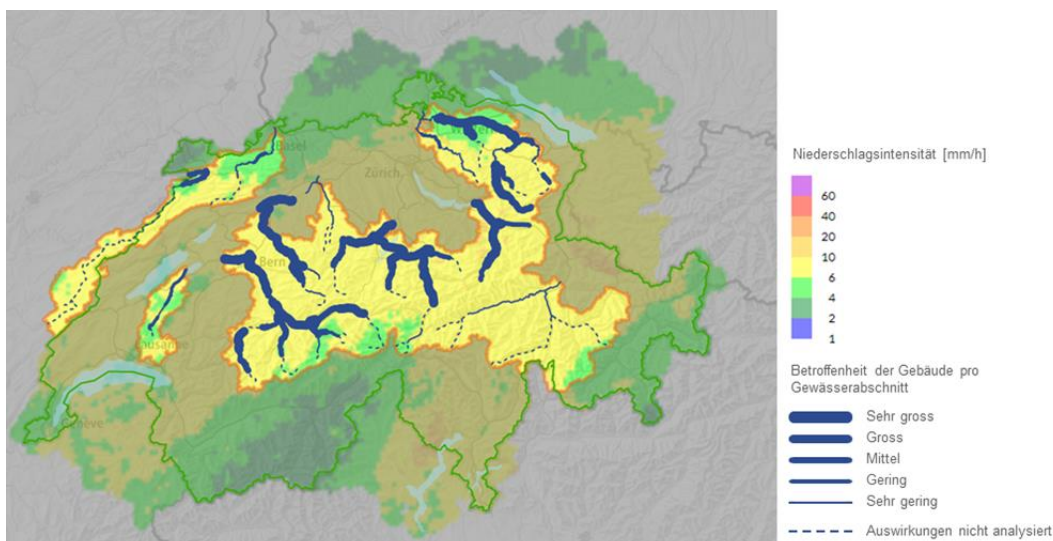 Basel
Zürich
Bern
Lausanne
Genève
Niederschlagsintensität [mm/h]
60
40
20
10
6
4
2
1
Betroffenheit der Gebäude pro
Gewässerabschnitt
Sehr gross
Gross
Mittel
Gering
Sehr gering
Auswirkungen nicht analysiert